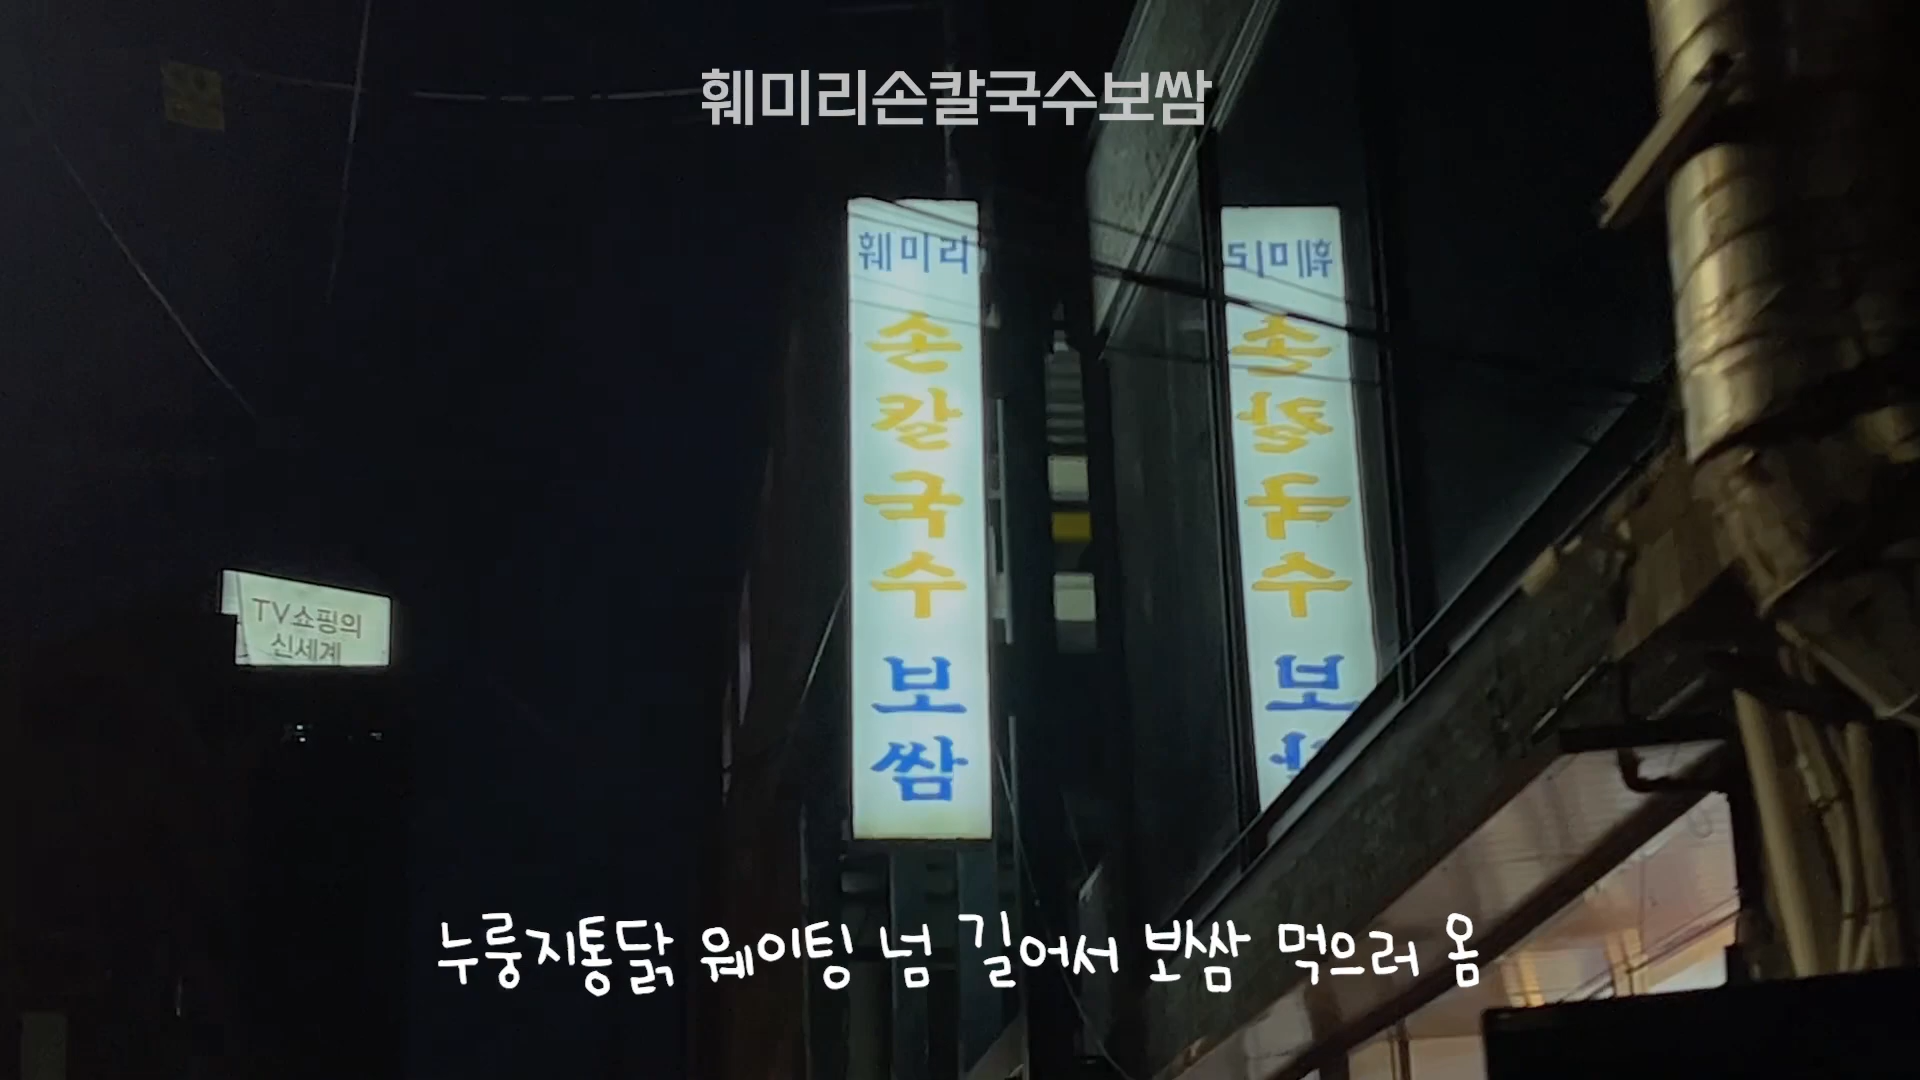 훼미리손칼국수보쌈
훼미리
손칼국수
보쌈
훼미리
손칼국수
보
TV쇼핑의
신세계
누룽지통닭 웨이팅 넘 길어서 보쌈 먹으러 옴